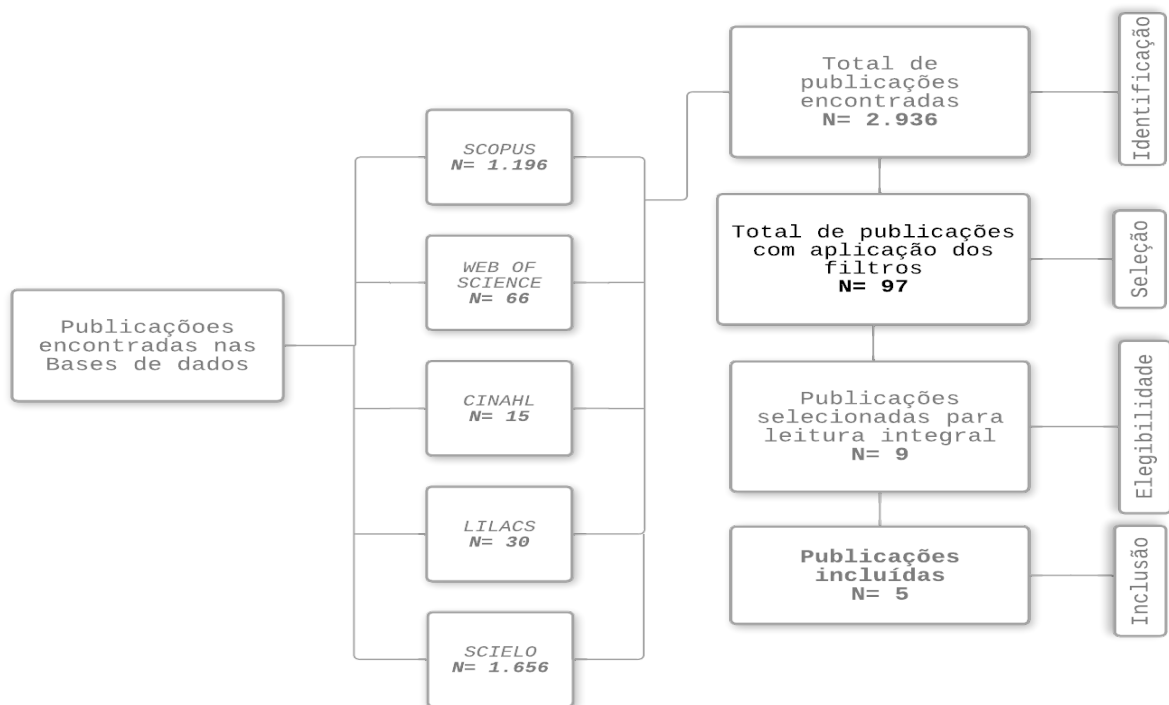 Publicaçõoes
encontradas nas
Bases de dados
SCOPUS
N= 1.196
WEB OF
SCIENCE
N= 66
CINAHL
N= 15
LILACS
N= 30
SCIELO
N= 1.656
Total de
publicações
encontradas
N= 2.936
Identificação
Total de publicações
com aplicação dos
filtros
N= 97
Seleção
Publicações
selecionadas para
leitura integral
N= 9
Elegibilidade
Publicações
incluídas
N= 5
Inclusão